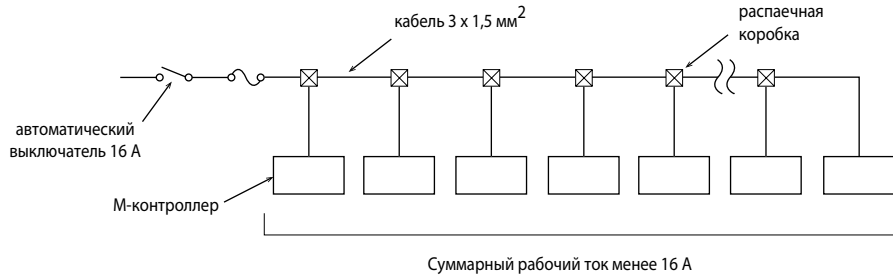 кабель 3 x 1,5 мм²
распаечная
коробка
автоматический
выключатель 16 А
М-контроллер
Суммарный рабочий ток менее 16 А